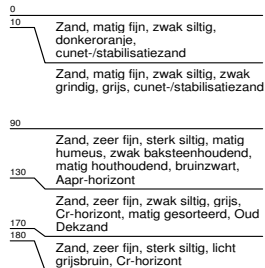 0
10
Zand, matig fijn, zwak siltig,
donkeroranje,
cunet-/stabilisatiezand
Zand, matig fijn, zwak siltig, zwak
grindig, grijs, cunet-/stabilisatiezand
90
Zand, zeer fijn, sterk siltig, matig
humeus, zwak baksteenhoudend,
matig houthoudend, bruinzwart,
Aapr-horizont
130
Zand, zeer fijn, zwak siltig, grijs,
Cr-horizont, matig gesorteerd, Oud
Dekzand
170
180
Zand, zeer fijn, sterk siltig, licht
grijsbruin, Cr-horizont